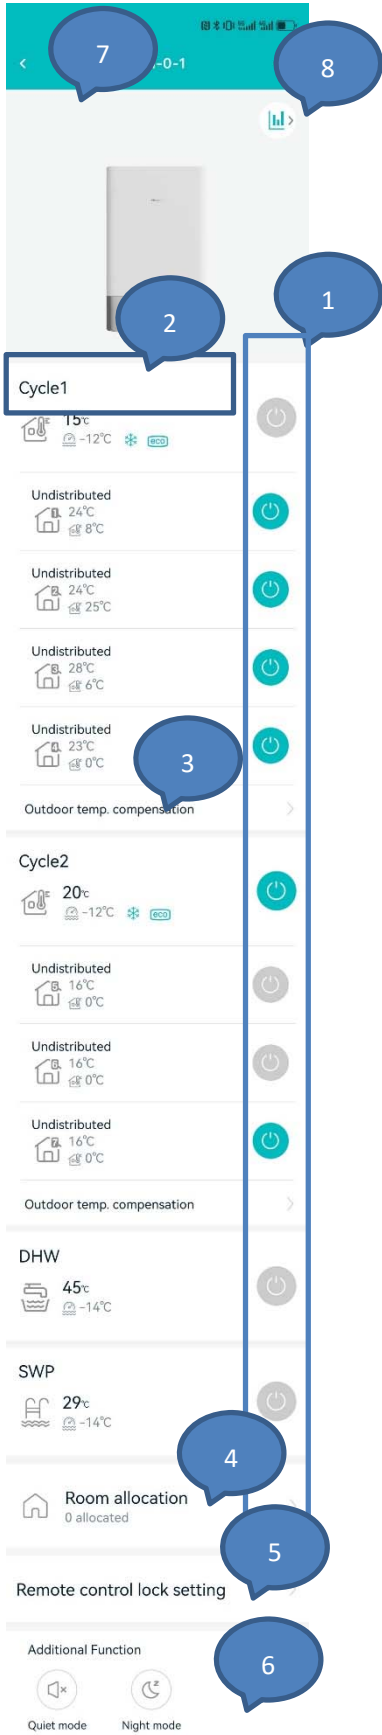 7
-0-1
8
1
2
Cycle1
15℃
-12℃ eco
Undistributed
24℃
8℃
Undistributed
24℃
25℃
Undistributed
28℃
6℃
Undistributed
23℃
0℃
3
Outdoor temp. compensation
Cycle2
20℃
-12℃ eco
Undistributed
16℃
0℃
Undistributed
16℃
0℃
Undistributed
16℃
0℃
Outdoor temp. compensation
DHW
45℃
-14℃
SWP
29℃
-14℃
4
Room allocation
0 allocated
5
Remote control lock setting
6
Additional Function
Quiet mode Night mode